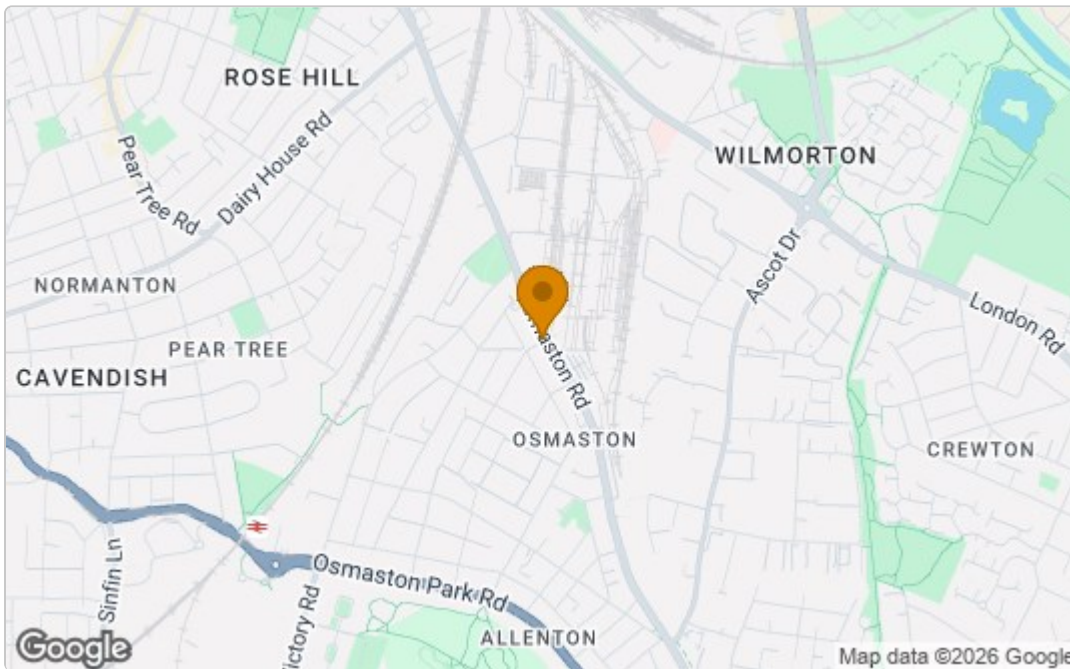 ROSE HILL
WILMORTON
Dairy House Rd
Pear Tree Rd
NORMANTON
Ascot Dr
London Rd
PEAR TREE
CAVENDISH
OSMASTON
CREWTON
Sinfin Ln
Osmaston Park Rd
ALLENTON
Google
Map data ©2026 Google